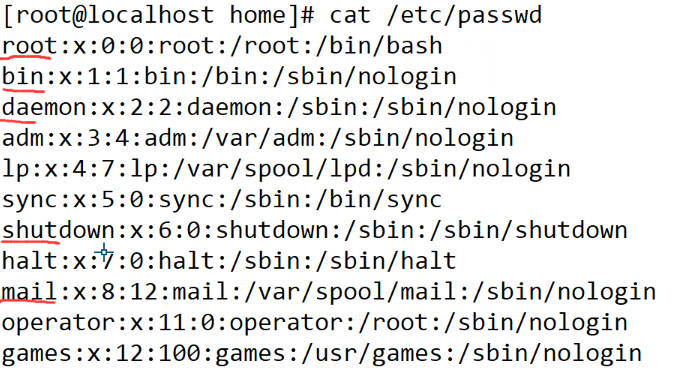 [root@localhost home]# cat /etc/passwd
root:x:0:0:root:/root:/bin/bash
bin:x:1:1:bin:/bin:/sbin/nologin
daemon:x:2:2:daemon:/sbin:/sbin/nologin
adm:x:3:4:adm:/var/adm:/sbin/nologin
lp:x:4:7:lp:/var/spool/lpd:/sbin/nologin
sync:x:5:0:sync:/sbin:/bin/sync
shutdown:x:6:0:shutdown:/sbin:/sbin/shutdown
halt:x:7:0:halt:/sbin:/sbin/halt
mail:x:8:12:mail:/var/spool/mail:/sbin/nologin
operator:x:11:0:operator:/root:/sbin/nologin
games:x:12:100:games:/usr/games:/sbin/nologin